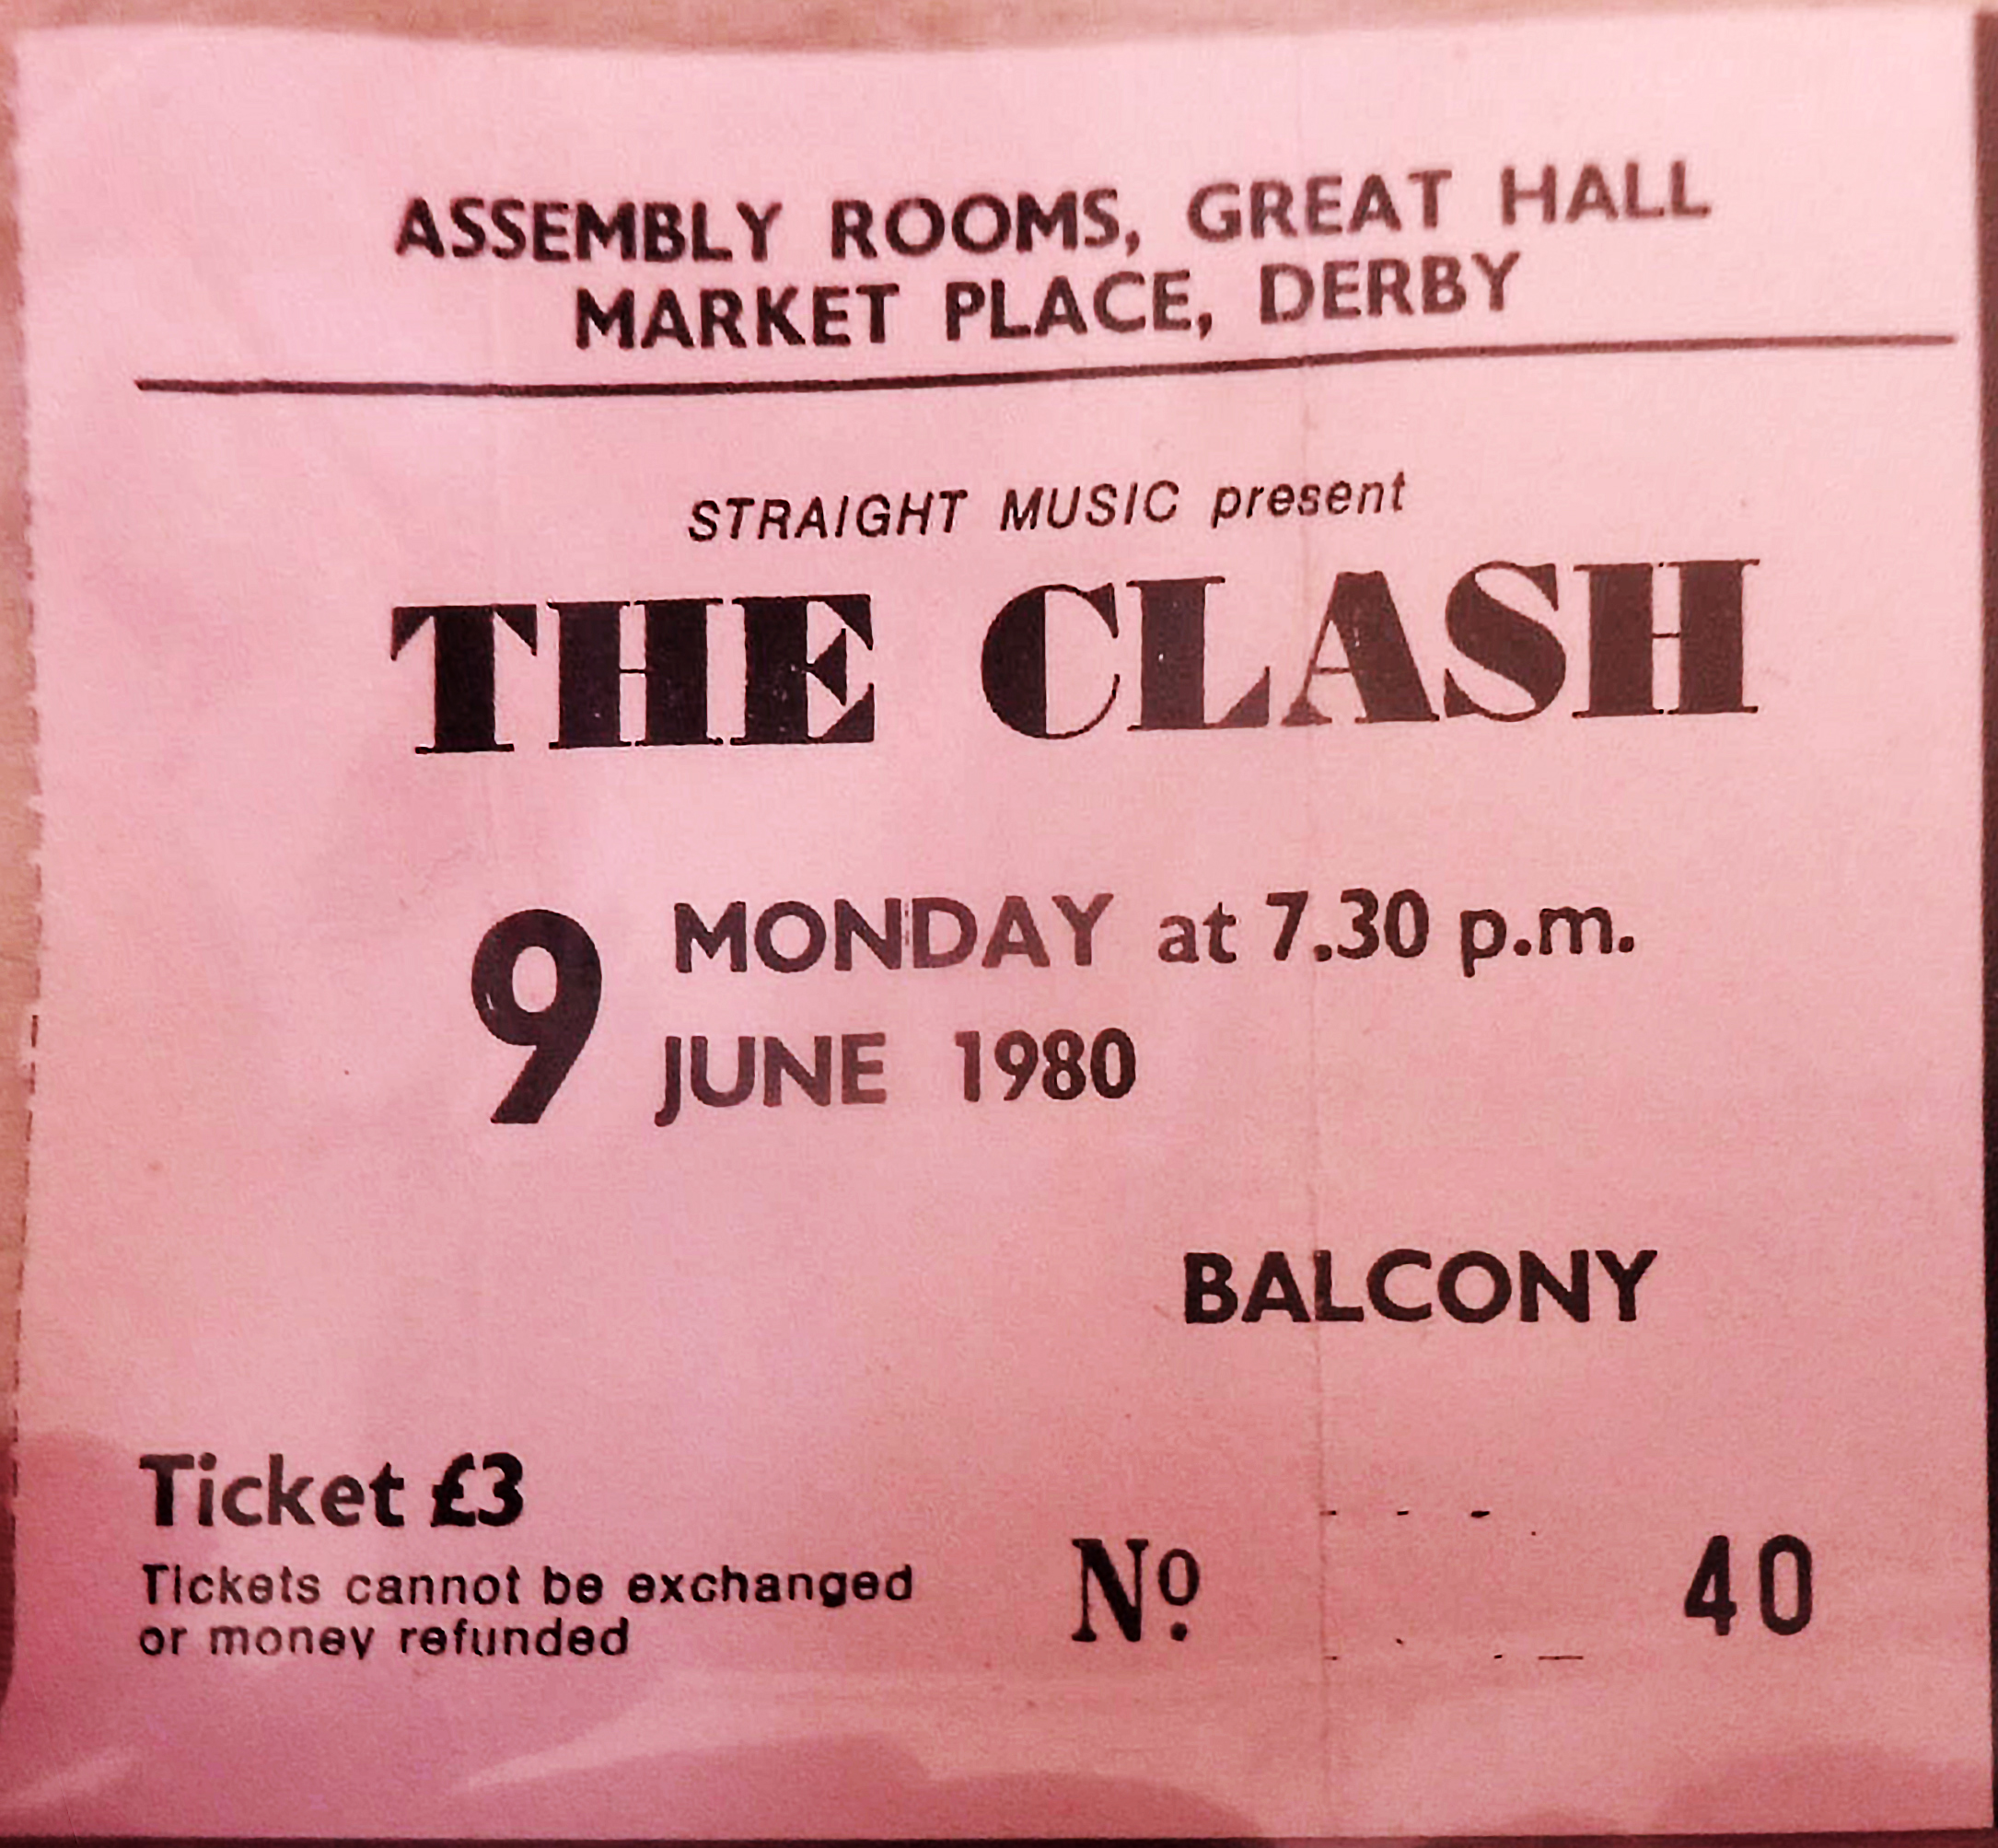 ASSEMBLY ROOMS, GREAT HALL
MARKET PLACE, DERBY
STRAIGHT MUSIC present
THE CLASH
9 MONDAY at 7.30 p.m.
JUNE 1980
BALCONY
Ticket £3
Tickets cannot be exchanged
or money refunded
Nº 40